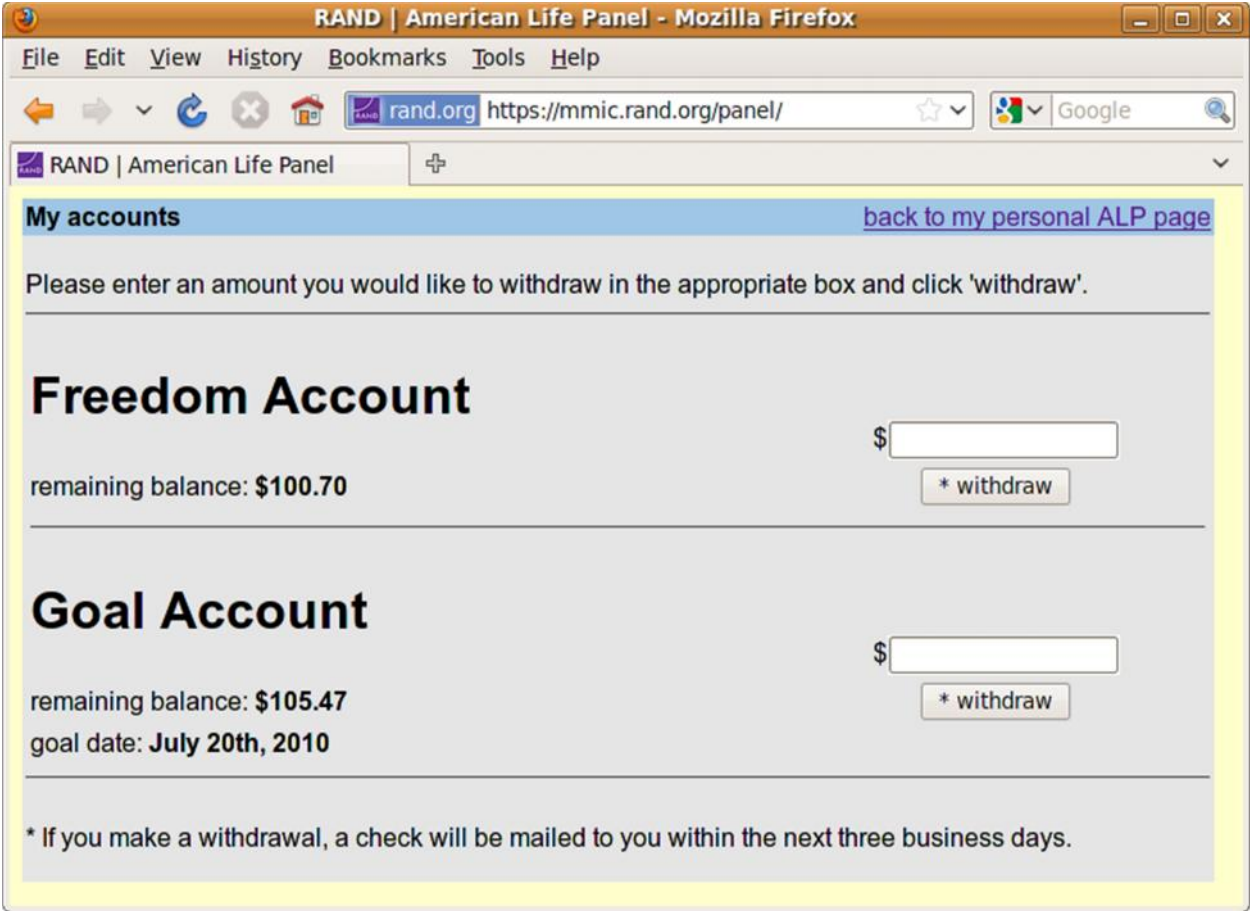 RAND | American Life Panel - Mozilla Firefox
File Edit View History Bookmarks Tools Help
rand.org https://mmic.rand.org/panel/ Google
RAND | American Life Panel
My accounts back to my personal ALP page
Please enter an amount you would like to withdraw in the appropriate box and click 'withdraw'.
Freedom Account
$
remaining balance: $100.70 * withdraw
Goal Account
$
remaining balance: $105.47 * withdraw
goal date: July 20th, 2010
* If you make a withdrawal, a check will be mailed to you within the next three business days.